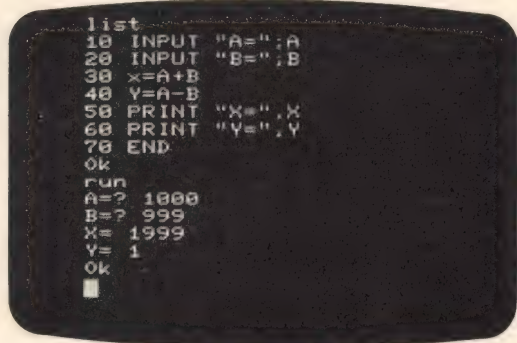 list
10 INPUT "A=";A
20 INPUT "B=";B
30 X=A+B
40 Y=A-B
50 PRINT "X=";X
60 PRINT "Y=";Y
70 END
Ok
run
A=? 1000
B=? 999
X= 1999
Y= 1
Ok